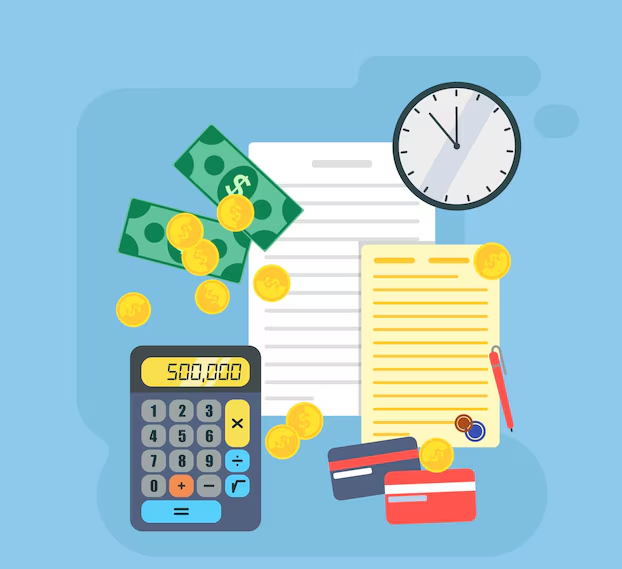 $
500,000
1 2 3 ×
4 5 6
7 8 9 ÷
0 + − √
=